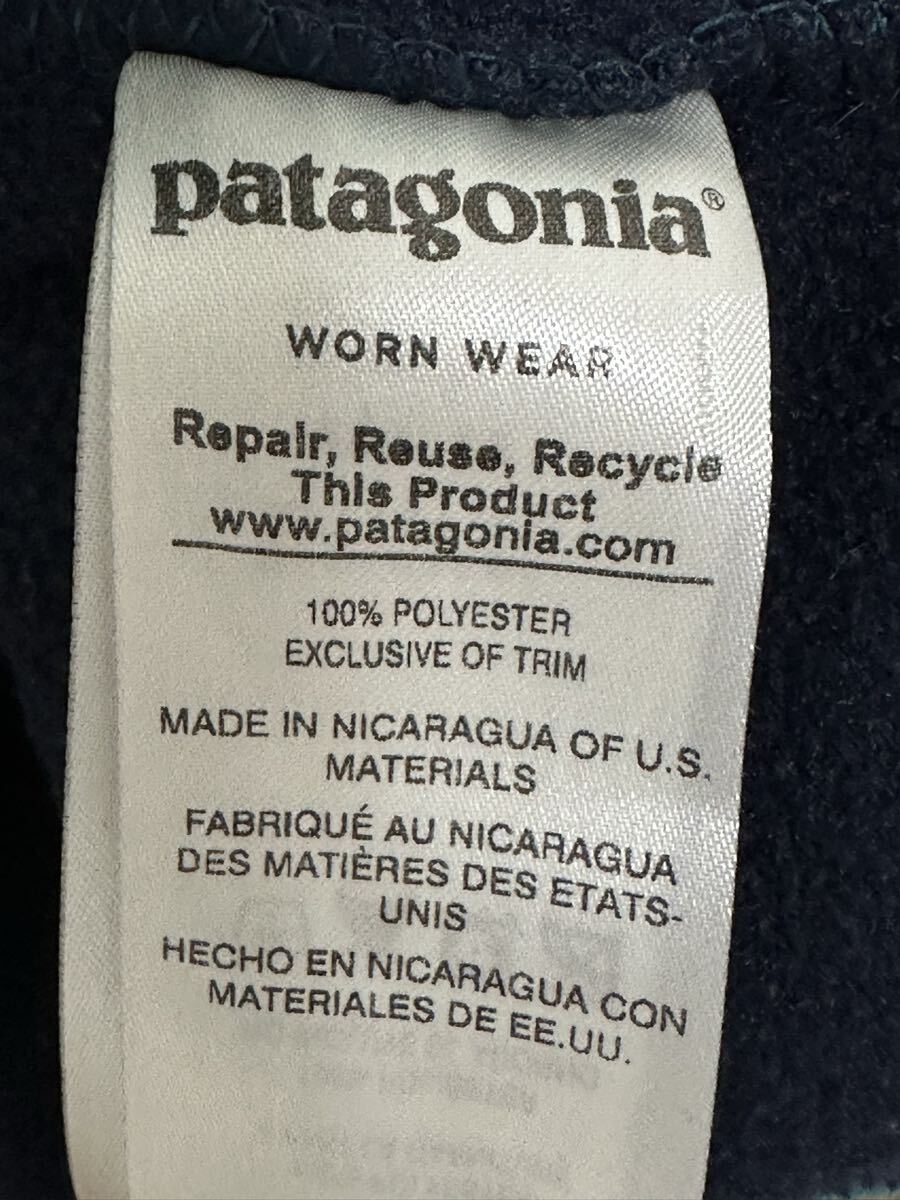 patagonia®
WORN WEAR
Repair, Reuse, Recycle
This Product
www.patagonia.com
100% POLYESTER
EXCLUSIVE OF TRIM
MADE IN NICARAGUA OF U.S.
MATERIALS
FABRIQUÉ AU NICARAGUA
DES MATIÈRES DES ETATS-
UNIS
HECHO EN NICARAGUA CON
MATERIALES DE EE.UU.